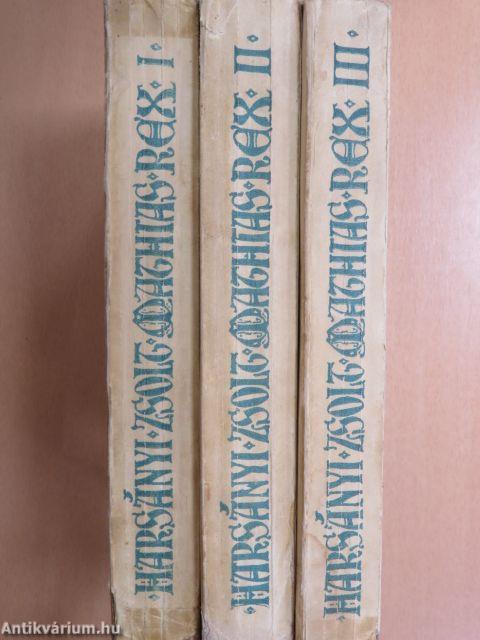 ·HARSÁNYI·ZSOLT·MATHIAS·REX·I·
·HARSÁNYI·ZSOLT·MATHIAS·REX·II·
·HARSÁNYI·ZSOLT·MATHIAS·REX·III·
Antikvárium.hu